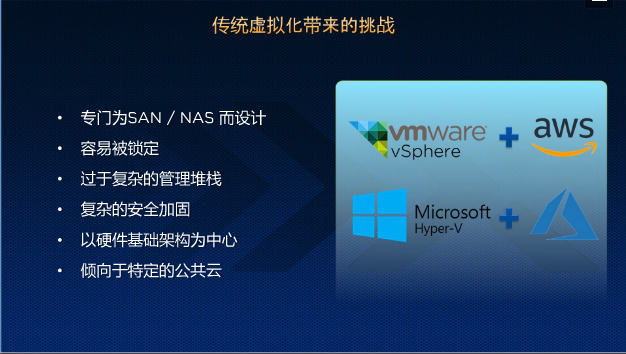 传统虚拟化带来的挑战
• 专门为SAN / NAS 而设计
• 容易被锁定
• 过于复杂的管理堆栈
• 复杂的安全加固
• 以硬件基础架构为中心
• 倾向于特定的公共云
vmware
vSphere
+
aws
Microsoft
Hyper-V
+